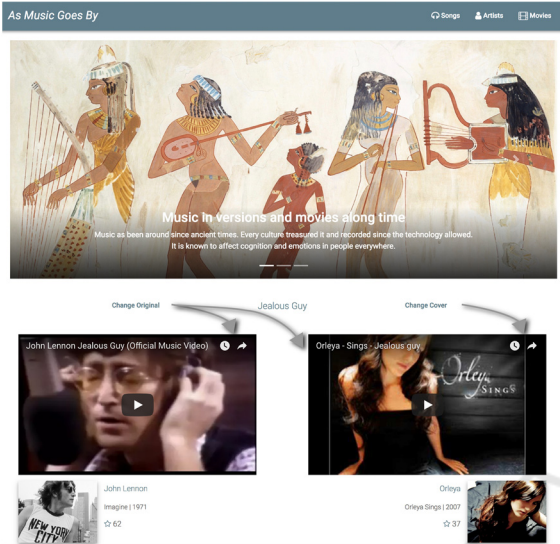 As Music Goes By
Songs
Artists
Movies
Music in versions and movies along time
Music as been around since ancient times. Every culture treasured it and recorded since the technology allowed.
It is known to affect cognition and emotions in people everywhere.
Change Original
Jealous Guy
Change Cover
John Lennon Jealous Guy (Official Music Video)
Orleya - Sings - Jealous guy
Orleya
SINGS
John Lennon
Imagine | 1971
62
NEW YORK
CITY
Orleya
Orleya Sings | 2007
37